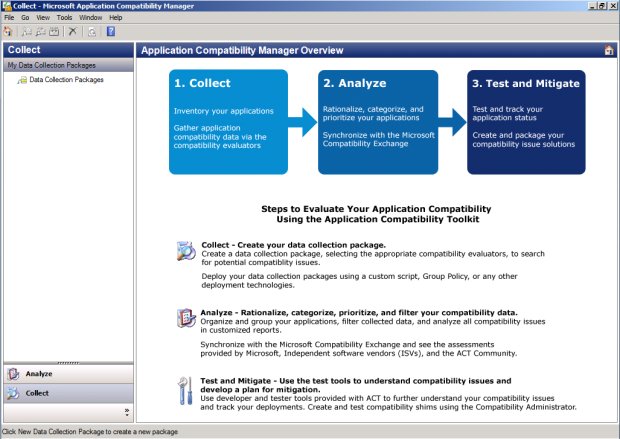 Collect - Microsoft Application Compatibility Manager
File Go View Tools Window Help
Collect
My Data Collection Packages
Data Collection Packages
Analyze
Collect
Application Compatibility Manager Overview
1. Collect
Inventory your applications
Gather application
compatibility data via the
compatibility evaluators
2. Analyze
Rationalize, categorize, and
prioritize your applications
Synchronize with the Microsoft
Compatibility Exchange
3. Test and Mitigate
Test and track your
application status
Create and package your
compatibility issue solutions
Steps to Evaluate Your Application Compatibility
Using the Application Compatibility Toolkit
Collect - Create your data collection package.
Create a data collection package, selecting the appropriate compatibility evaluators, to search
for potential compatiblity issues.
Deploy your data collection packages using a custom script, Group Policy, or any other
deployment technologies.
Analyze - Rationalize, categorize, prioritize, and filter your compatibility data.
Organize and group your applications, filter collected data, and analyze all compatibility issues
in customized reports.
Synchronize with the Microsoft Compatibility Exchange and see the assessments
provided by Microsoft, Independent software vendors (ISVs), and the ACT Community.
Test and Mitigate - Use the test tools to understand compatibility issues and
develop a plan for mitigation.
Use developer and tester tools provided with ACT to further understand your compatibility issues
and track your deployments. Create and test compatibility shims using the Compatibility Administrator.
Click New Data Collection Package to create a new package